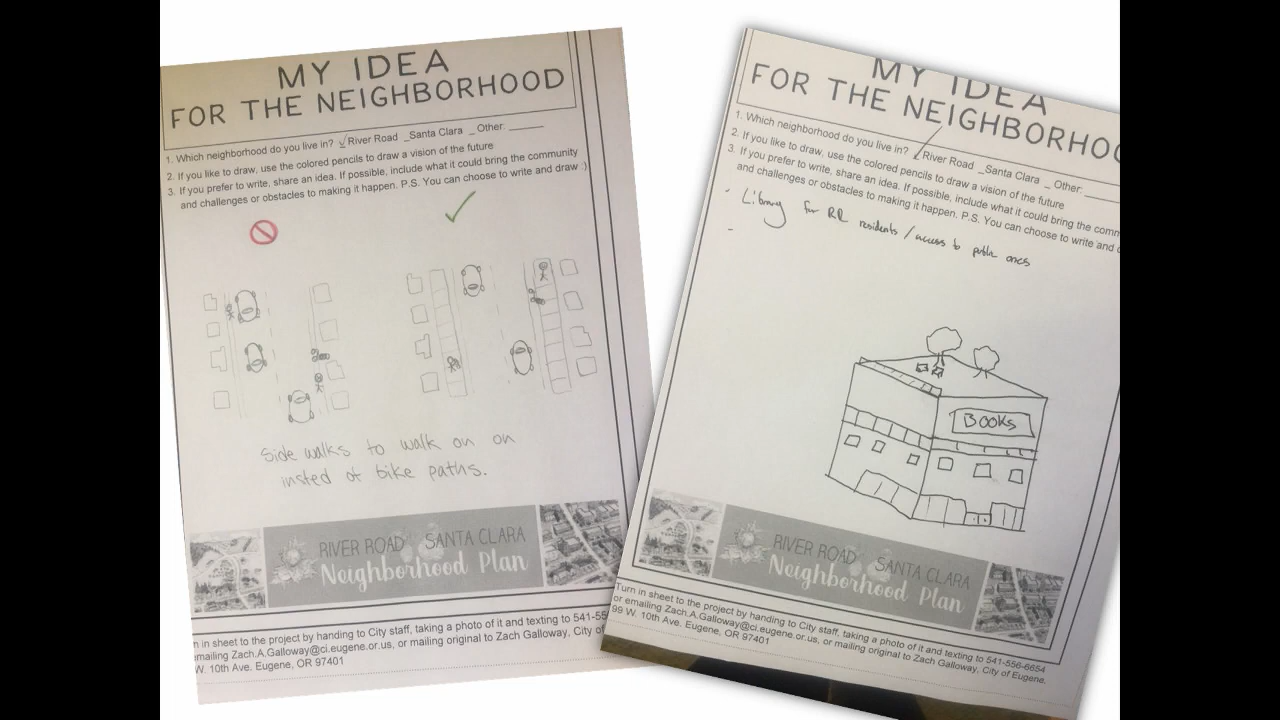 MY IDEA
FOR THE NEIGHBORHOOD
1. Which neighborhood do you live in? ✓River Road _Santa Clara _ Other: ______
2. If you like to draw, use the colored pencils to draw a vision of the future
3. If you prefer to write, share an idea. If possible, include what it could bring the community
and challenges or obstacles to making it happen. P.S. You can choose to write and draw :)
Side walks to walk on on
insted of bike paths.
RIVER ROAD SANTA CLARA
Neighborhood Plan
n in sheet to the project by handing to City staff, taking a photo of it and texting to 541-55
emailing Zach.A.Galloway@ci.eugene.or.us, or mailing original to Zach Galloway, City of
W. 10th Ave. Eugene, OR 97401
MY IDEA
FOR THE NEIGHBORHOO
1. Which neighborhood do you live in? ✓River Road _Santa Clara _ Other: ____
2. If you like to draw, use the colored pencils to draw a vision of the future
3. If you prefer to write, share an idea. If possible, include what it could bring the comm
and challenges or obstacles to making it happen. P.S. You can choose to write and d
- Library for RR residents / access to public ones
-
BOOKS
RIVER ROAD SANTA CLARA
Neighborhood Plan
Turn in sheet to the project by handing to City staff, taking a photo of it and texting to 541-556-6654
or emailing Zach.A.Galloway@ci.eugene.or.us, or mailing original to Zach Galloway, City of Eugene,
99 W. 10th Ave. Eugene, OR 97401